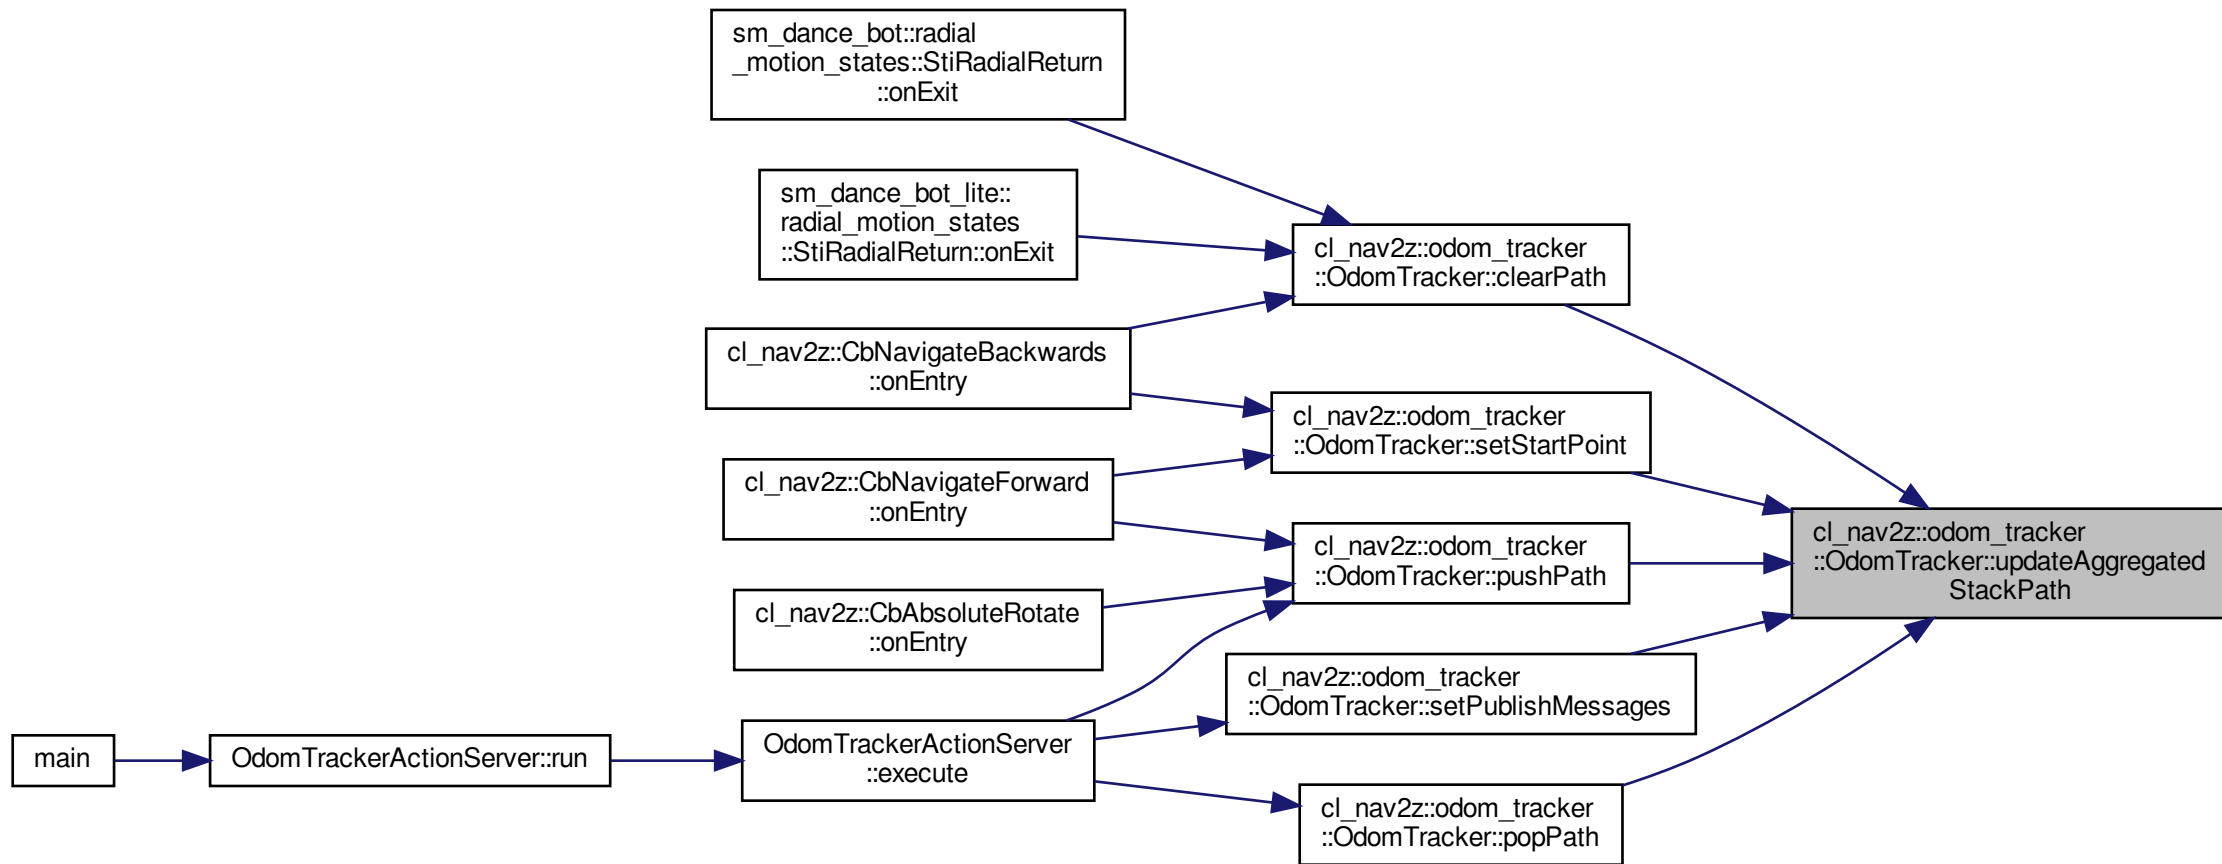 sm_dance_bot::radial
_motion_states::StiRadialReturn
::onExit
sm_dance_bot_lite::
radial_motion_states
::StiRadialReturn::onExit
cl_nav2z::odom_tracker
::OdomTracker::clearPath
cl_nav2z::CbNavigateBackwards
::onEntry
cl_nav2z::odom_tracker
::OdomTracker::setStartPoint
cl_nav2z::CbNavigateForward
::onEntry
cl_nav2z::odom_tracker
::OdomTracker::pushPath
cl_nav2z::odom_tracker
::OdomTracker::updateAggregated
StackPath
cl_nav2z::CbAbsoluteRotate
::onEntry
cl_nav2z::odom_tracker
::OdomTracker::setPublishMessages
main
OdomTrackerActionServer::run
OdomTrackerActionServer
::execute
cl_nav2z::odom_tracker
::OdomTracker::popPath